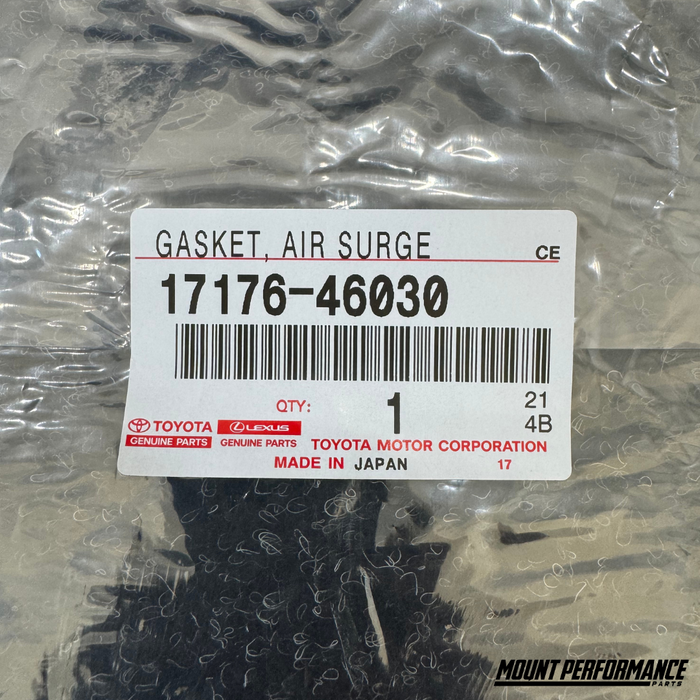 GASKET, AIR SURGE
CE
17176-46030
QTY: 1
21
4B
TOYOTA
GENUINE PARTS
LEXUS
GENUINE PARTS
TOYOTA MOTOR CORPORATION
MADE IN JAPAN
17
MOUNT PERFORMANCE
PARTS